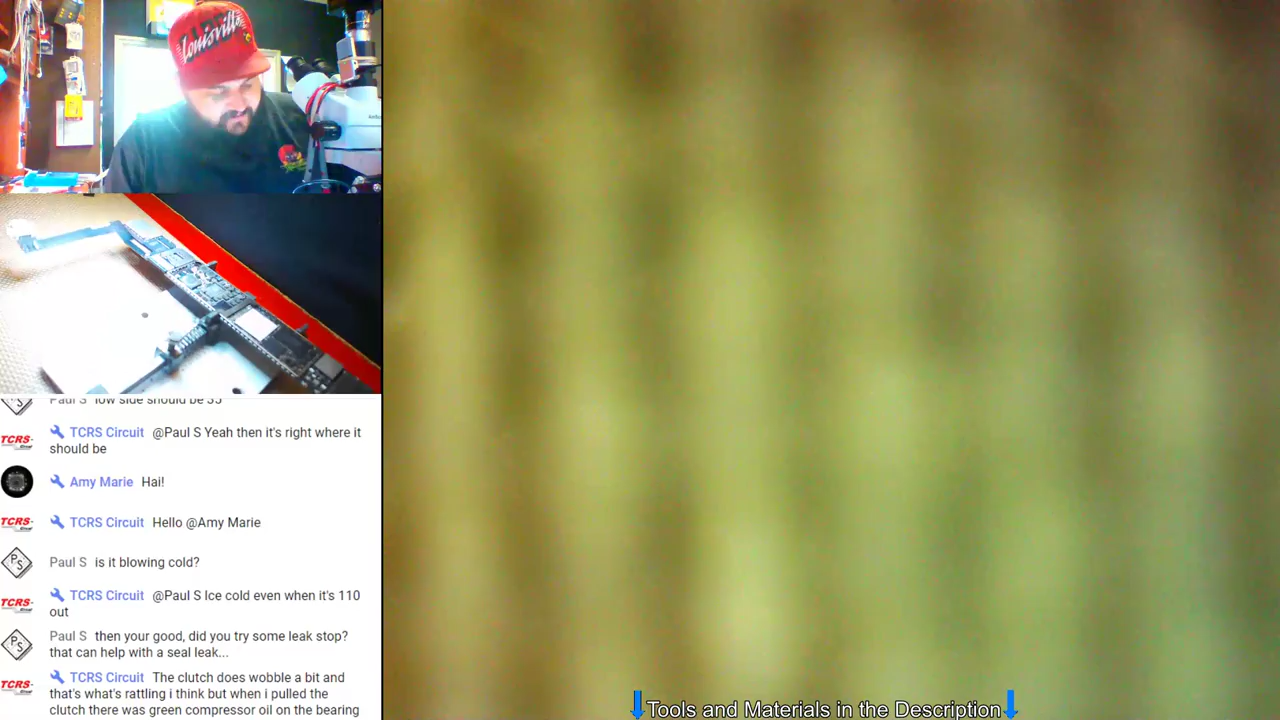 Louisville
Paul S low side should be 35
TCRS Circuit @Paul S Yeah then it's right where it
should be
Amy Marie Hai!
TCRS Circuit Hello @Amy Marie
Paul S is it blowing cold?
TCRS Circuit @Paul S Ice cold even when it's 110
out
Paul S then your good, did you try some leak stop?
that can help with a seal leak...
TCRS Circuit The clutch does wobble a bit and
that's what's rattling i think but when i pulled the
clutch there was green compressor oil on the bearing
Tools and Materials in the Description